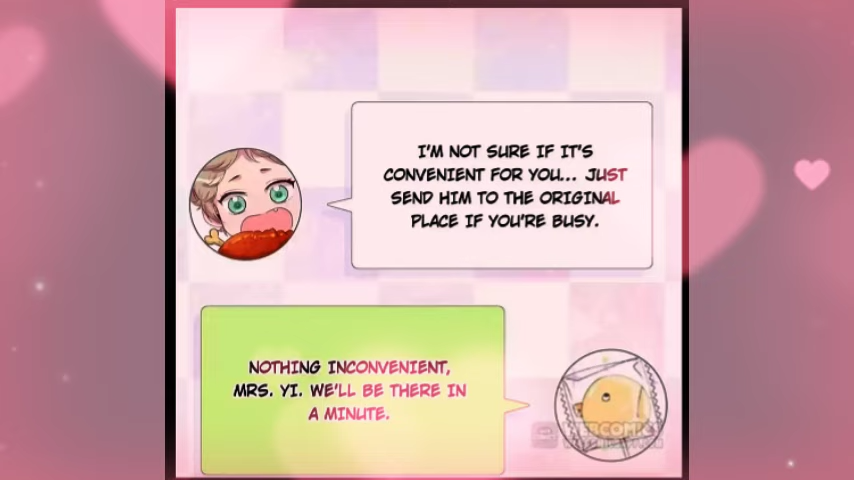 I'M NOT SURE IF IT'S
CONVENIENT FOR YOU... JUST
SEND HIM TO THE ORIGINAL
PLACE IF YOU'RE BUSY.
NOTHING INCONVENIENT,
MRS. YI. WE'LL BE THERE IN
A MINUTE.
WEBCOMICS